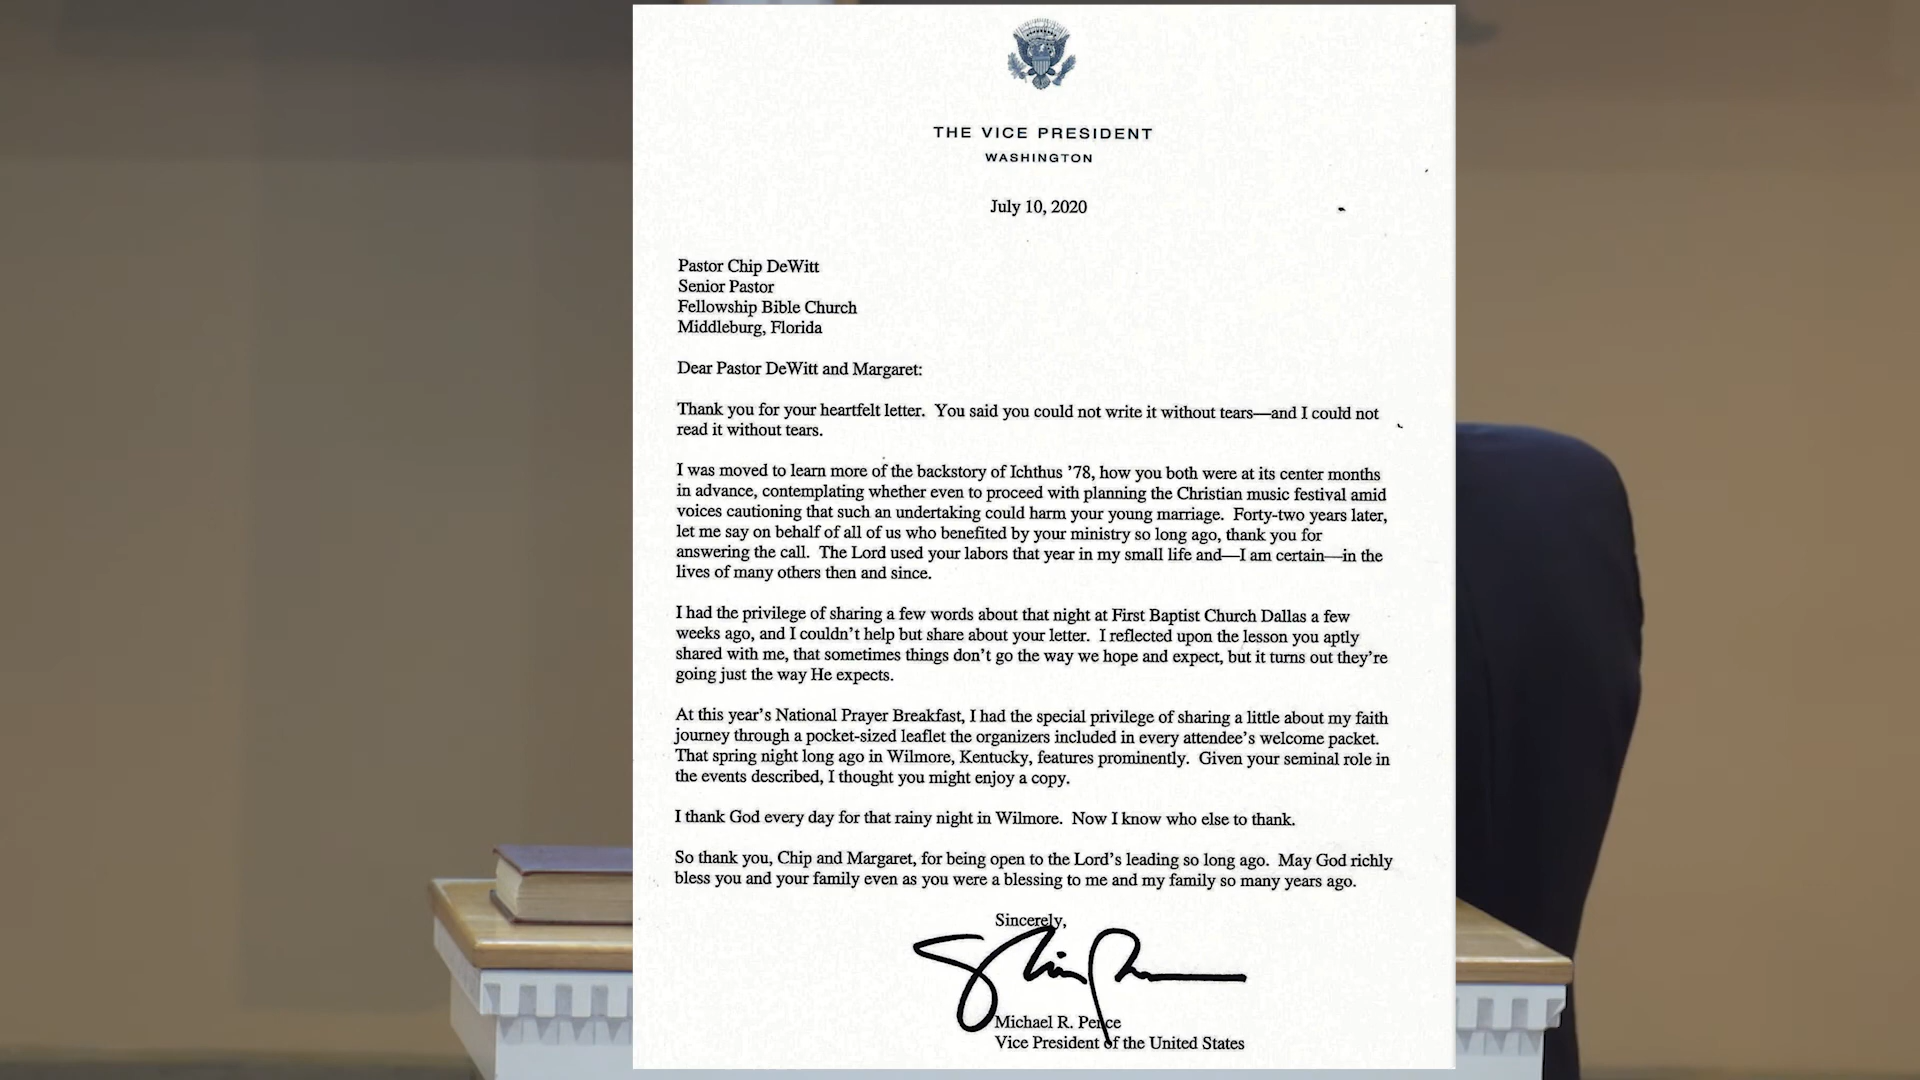 THE VICE PRESIDENT
WASHINGTON
July 10, 2020
Pastor Chip DeWitt
Senior Pastor
Fellowship Bible Church
Middleburg, Florida
Dear Pastor DeWitt and Margaret:
Thank you for your heartfelt letter.  You said you could not write it without tears—and I could not
read it without tears.
I was moved to learn more of the backstory of Ichthus ’78, how you both were at its center months
in advance, contemplating whether even to proceed with planning the Christian music festival amid
voices cautioning that such an undertaking could harm your young marriage.  Forty-two years later,
let me say on behalf of all of us who benefited by your ministry so long ago, thank you for
answering the call.  The Lord used your labors that year in my small life and—I am certain—in the
lives of many others then and since.
I had the privilege of sharing a few words about that night at First Baptist Church Dallas a few
weeks ago, and I couldn’t help but share about your letter.  I reflected upon the lesson you aptly
shared with me, that sometimes things don’t go the way we hope and expect, but it turns out they’re
going just the way He expects.
At this year’s National Prayer Breakfast, I had the special privilege of sharing a little about my faith
journey through a pocket-sized leaflet the organizers included in every attendee’s welcome packet.
That spring night long ago in Wilmore, Kentucky, features prominently.  Given your seminal role in
the events described, I thought you might enjoy a copy.
I thank God every day for that rainy night in Wilmore.  Now I know who else to thank.
So thank you, Chip and Margaret, for being open to the Lord’s leading so long ago.  May God richly
bless you and your family even as you were a blessing to me and my family so many years ago.
Sincerely,
Michael R. Pence
Vice President of the United States